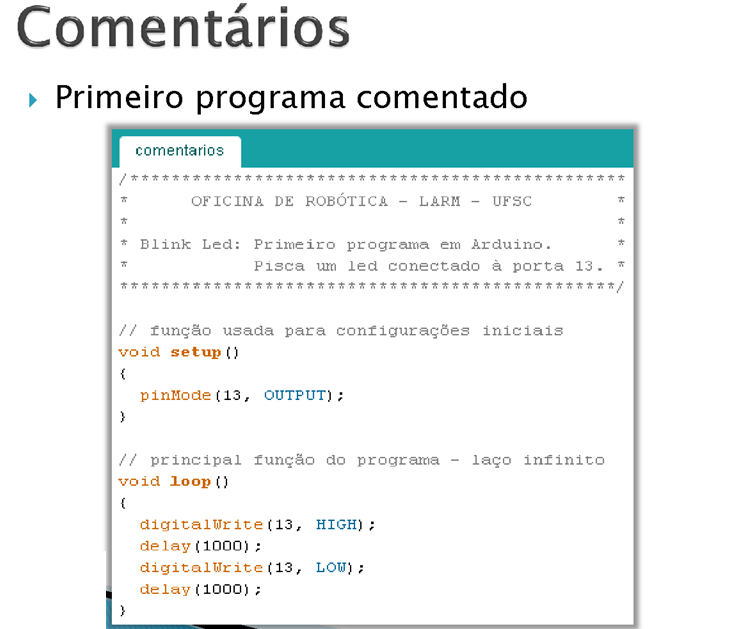 Comentários
Primeiro programa comentado
comentarios
/************************************************
* OFICINA DE ROBÓTICA - LARM - UFSC *
* *
* Blink Led: Primeiro programa em Arduino. *
* Pisca um led conectado à porta 13. *
************************************************/
// função usada para configurações iniciais
void setup()
{
pinMode(13, OUTPUT);
}
// principal função do programa - laço infinito
void loop()
{
digitalWrite(13, HIGH);
delay(1000);
digitalWrite(13, LOW);
delay(1000);
}